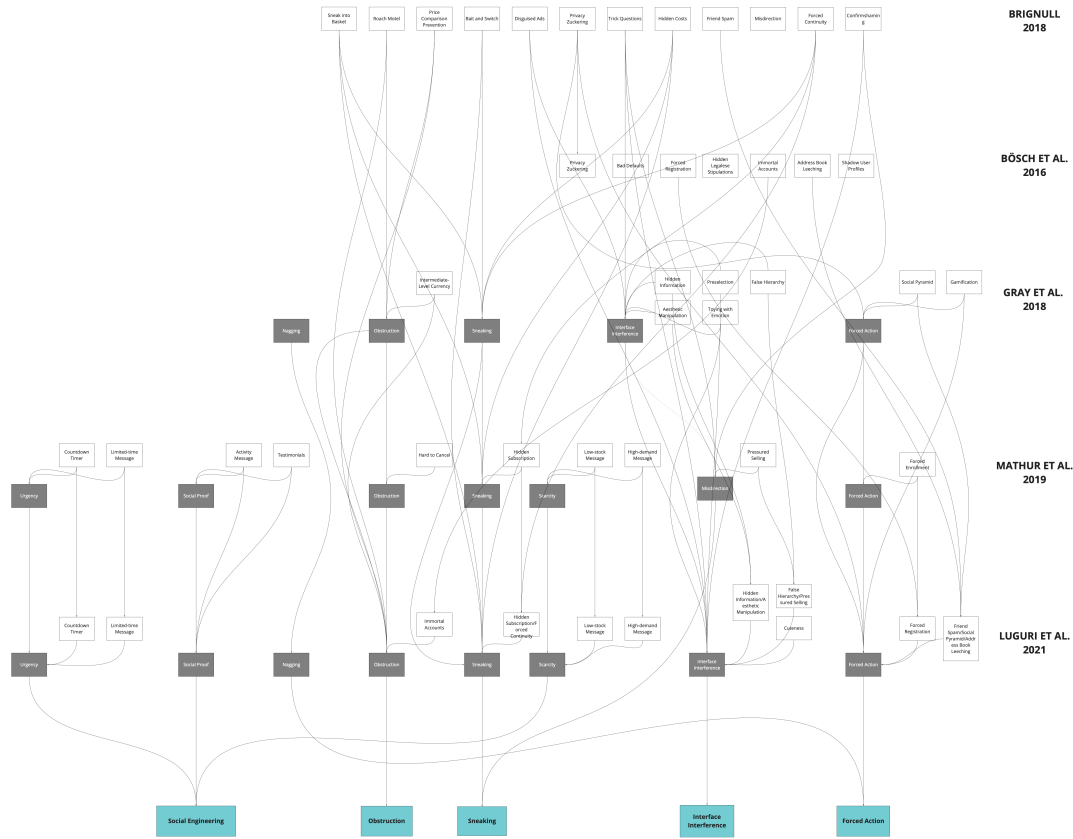 Sneak into
Basket
Roach Motel
Price
Comparison
Prevention
Bait and Switch
Disguised Ads
Privacy
Zuckering
Trick Questions
Hidden Costs
Friend Spam
Misdirection
Forced
Continuity
Confirmshamin
g
BRIGNULL
2018
Privacy
Zuckering
Bad Defaults
Forced
Registration
Hidden
Legalese
Stipulations
Immortal
Accounts
Address Book
Leeching
Shadow User
Profiles
BÖSCH ET AL.
2016
Intermediate-
Level Currency
Hidden
Information
Preselection
False Hierarchy
Social Pyramid
Gamification
Aesthetic
Manipulation
Toying with
Emotion
Nagging
Obstruction
Sneaking
Interface
Interference
Forced Action
GRAY ET AL.
2018
Countdown
Timer
Limited-time
Message
Activity
Message
Testimonials
Hard to Cancel
Hidden
Subscription
Low-stock
Message
High-demand
Message
Pressured
Selling
Forced
Enrollment
Urgency
Social Proof
Obstruction
Sneaking
Scarcity
Misdirection
Forced Action
MATHUR ET AL.
2019
Countdown
Timer
Limited-time
Message
Immortal
Accounts
Hidden
Subscription/F
orced
Continuity
Low-stock
Message
High-demand
Message
Hidden
Information/A
esthetic
Manipulation
False
Hierarchy/Pres
sured Selling
Cuteness
Forced
Registration
Friend
Spam/Social
Pyramid/Addr
ess Book
Leeching
Urgency
Social Proof
Nagging
Obstruction
Sneaking
Scarcity
Interface
Interference
Forced Action
LUGURI ET AL.
2021
Social Engineering
Obstruction
Sneaking
Interface
Interference
Forced Action